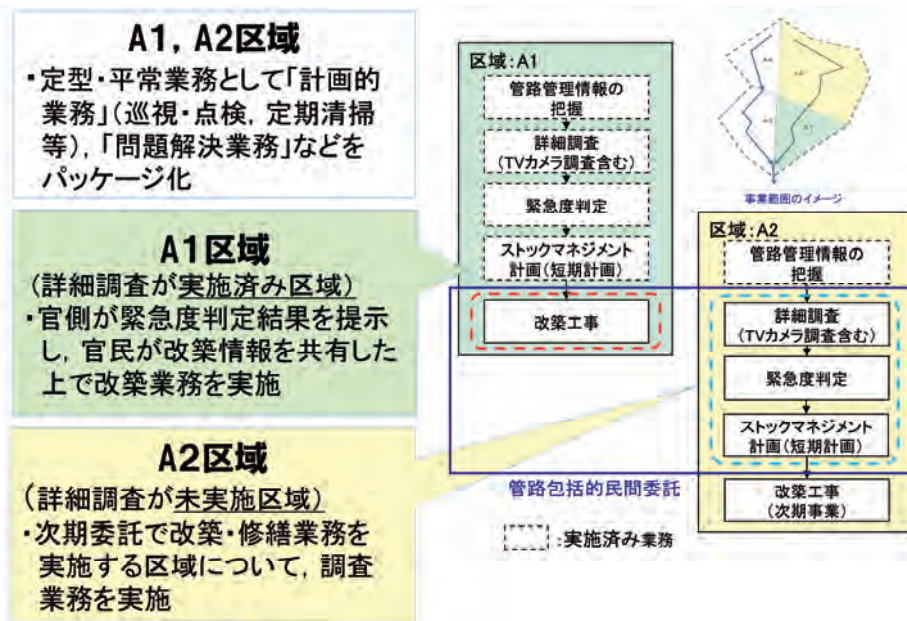 A1, A2区域
・定型・平常業務として「計画的
業務」(巡視・点検, 定期清掃
等), 「問題解決業務」などを
パッケージ化
A1区域
(詳細調査が実施済み区域)
・官側が緊急度判定結果を提示
し, 官民が改築情報を共有した
上で改築業務を実施
A2区域
(詳細調査が未実施区域)
・次期委託で改築・修繕業務を
実施する区域について, 調査
業務を実施
区域:A1
管路管理情報の
把握
詳細調査
(TVカメラ調査含む)
緊急度判定
ストックマネジメント
計画(短期計画)
改築工事
事業範囲のイメージ
区域:A2
管路管理情報の
把握
詳細調査
(TVカメラ調査含む)
緊急度判定
ストックマネジメント
計画(短期計画)
改築工事
(次期事業)
管路包括的民間委託
:実施済み業務